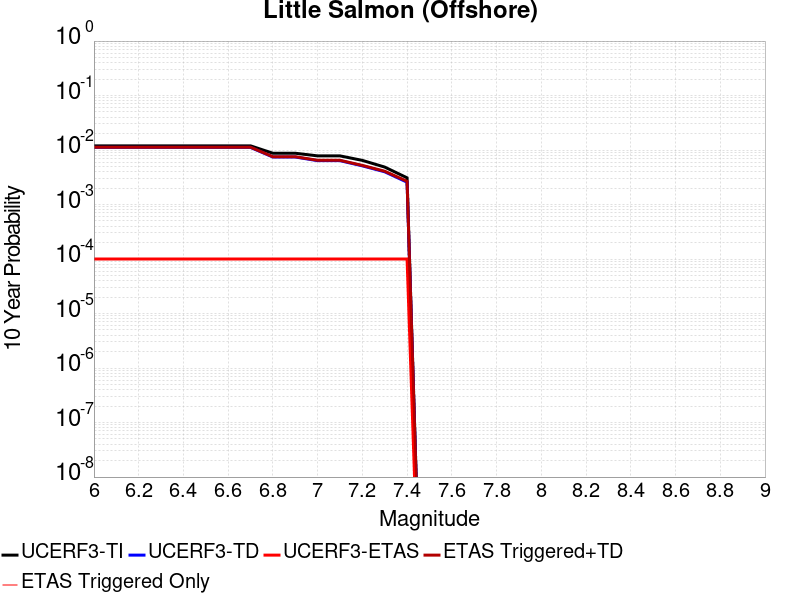 Little Salmon (Offshore)
10^0
10^-1
10^-2
10^-3
10^-4
10^-5
10^-6
10^-7
10^-8
10 Year Probability
6 6.2 6.4 6.6 6.8 7 7.2 7.4 7.6 7.8 8 8.2 8.4 8.6 8.8 9
Magnitude
UCERF3-TI UCERF3-TD UCERF3-ETAS ETAS Triggered+TD
ETAS Triggered Only